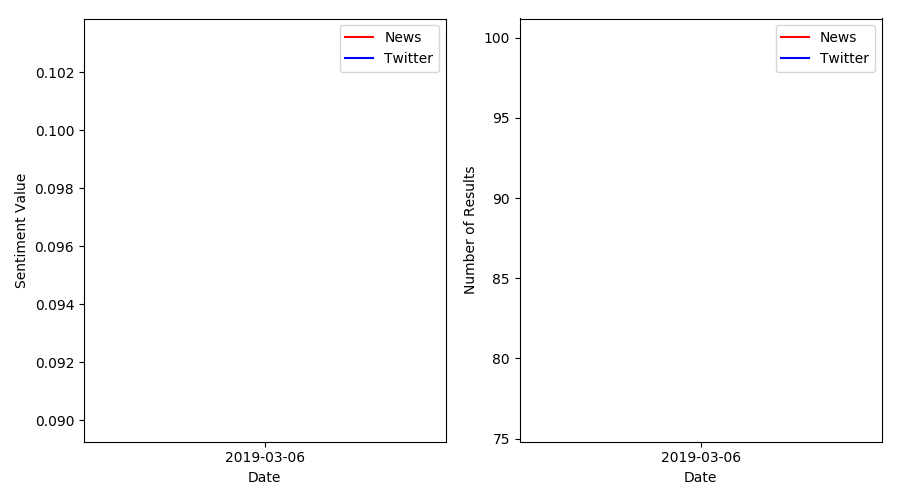 News
Twitter
0.102
0.100
0.098
0.096
0.094
0.092
0.090
Sentiment Value
2019-03-06
Date
News
Twitter
100
95
90
85
80
75
Number of Results
2019-03-06
Date